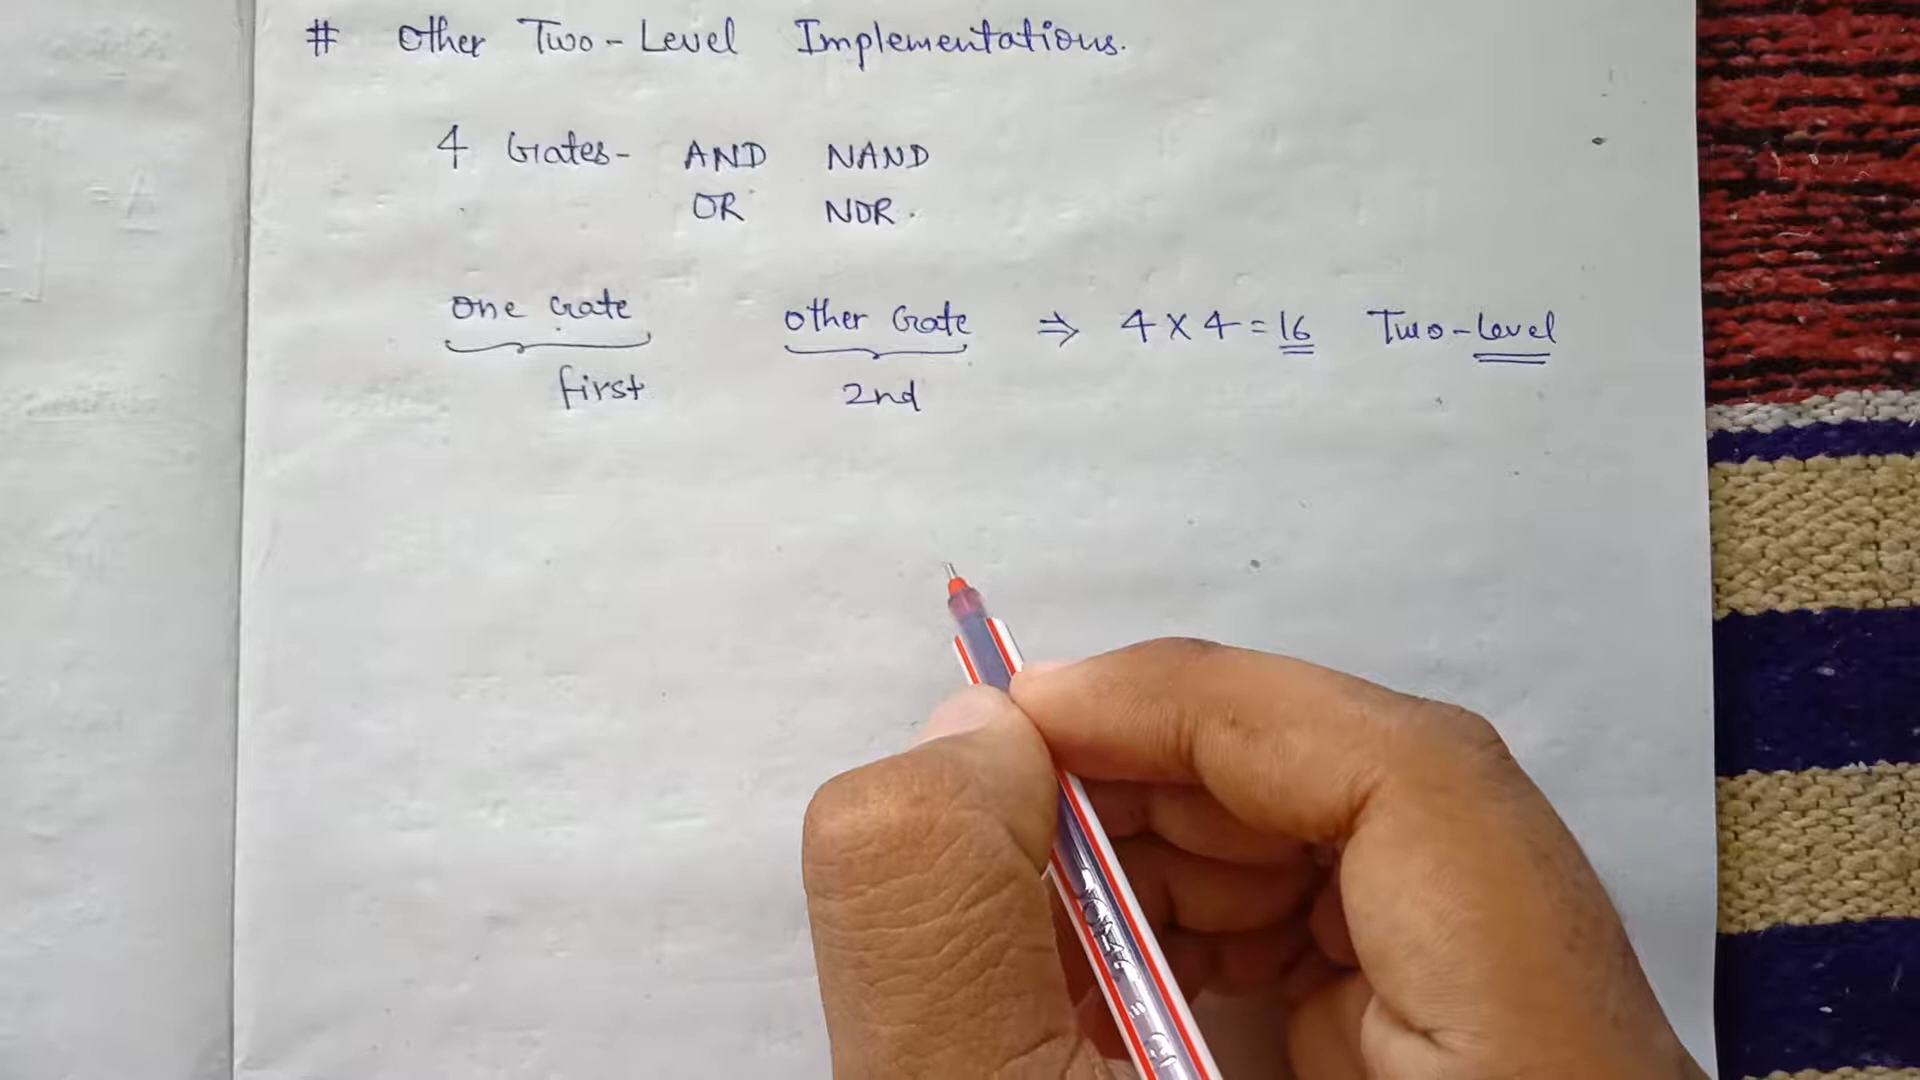 # Other Two-Level Implementations.
4 Gates- AND NAND
OR NOR.
one Gate other Gate ⇒ 4 X 4 = 16 Two-Level
first 2nd